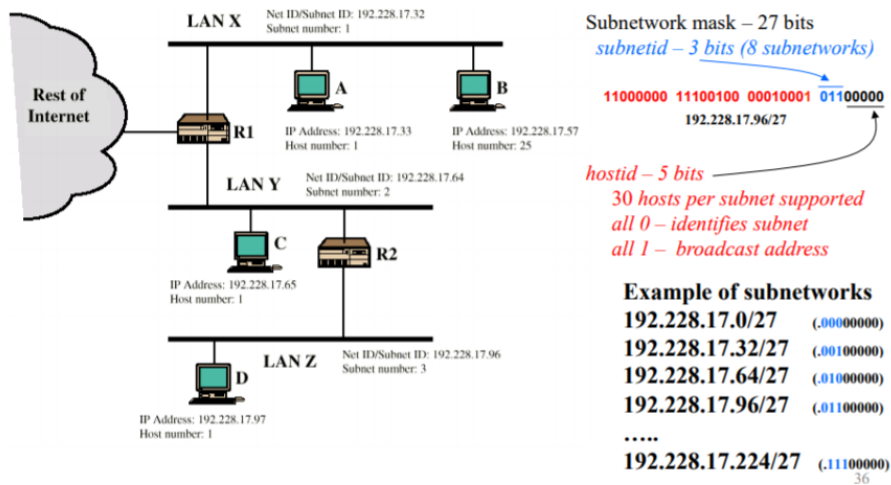 LAN X
Net ID/Subnet ID: 192.228.17.32
Subnet number: 1
Rest of
Internet
R1
A
B
IP Address: 192.228.17.33
Host number: 1
IP Address: 192.228.17.57
Host number: 25
LAN Y
Net ID/Subnet ID: 192.228.17.64
Subnet number: 2
C
R2
IP Address: 192.228.17.65
Host number: 1
LAN Z
Net ID/Subnet ID: 192.228.17.96
Subnet number: 3
D
IP Address: 192.228.17.97
Host number: 1
Subnetwork mask – 27 bits
subnetid – 3 bits (8 subnetworks)
11000000 11100100 00010001 01100000
192.228.17.96/27
hostid – 5 bits
30 hosts per subnet supported
all 0 – identifies subnet
all 1 – broadcast address
Example of subnetworks
192.228.17.0/27 (.00000000)
192.228.17.32/27 (.00100000)
192.228.17.64/27 (.01000000)
192.228.17.96/27 (.01100000)
…..
192.228.17.224/27 (.11100000)
36